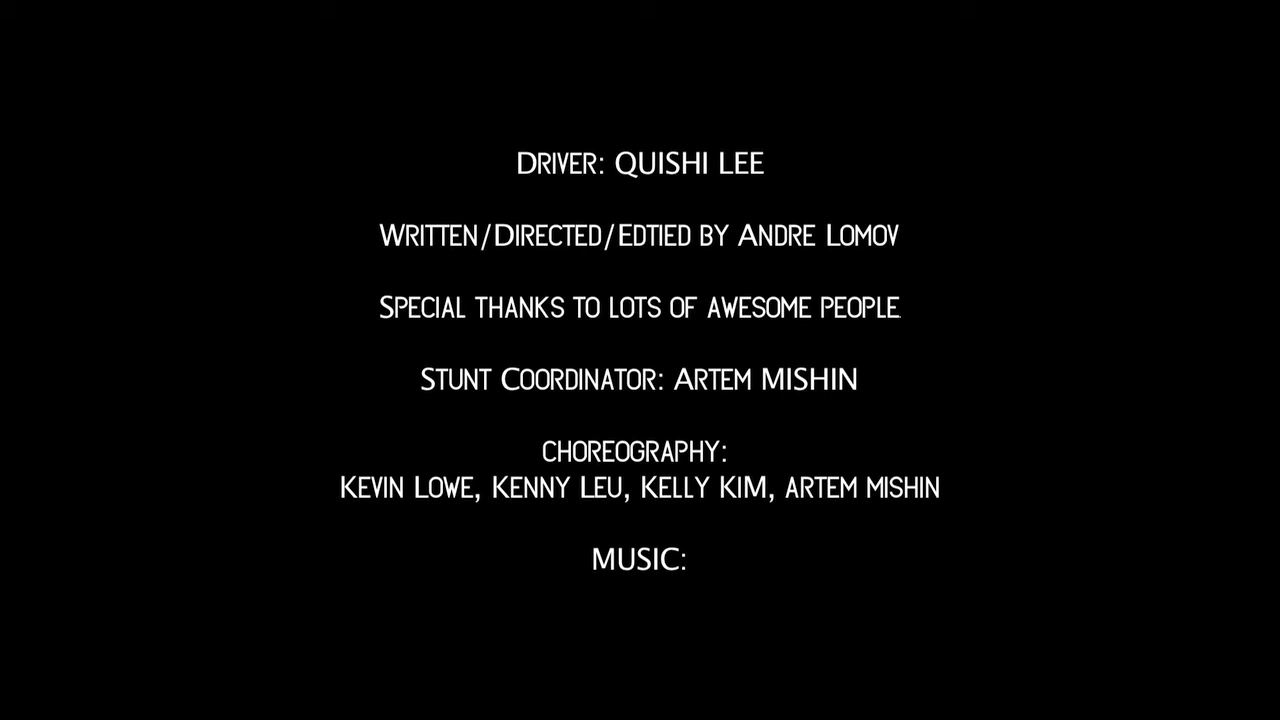 Driver: QUISHI LEE
Written/Directed/Edtied by Andre Lomov
Special thanks to lots of awesome people.
Stunt Coordinator: Artem MISHIN
CHOREOGRAPHY:
Kevin Lowe, Kenny Leu, Kelly KIM, ARTEM MISHIN
MUSIC: